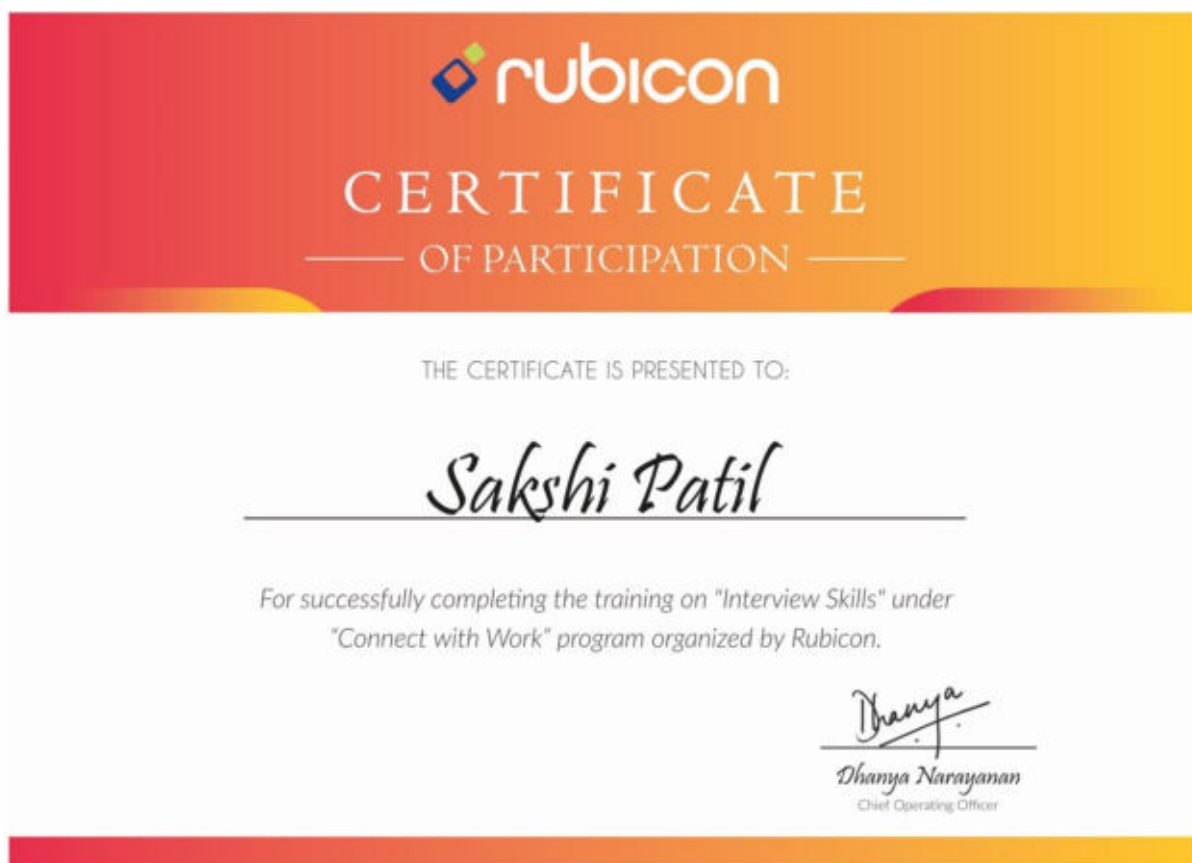 rubicon
CERTIFICATE
OF PARTICIPATION
THE CERTIFICATE IS PRESENTED TO:
Sakshi Patil
For successfully completing the training on "Interview Skills" under
"Connect with Work" program organized by Rubicon.
Dhanya
Dhanya Narayanan
Chief Operating Officer